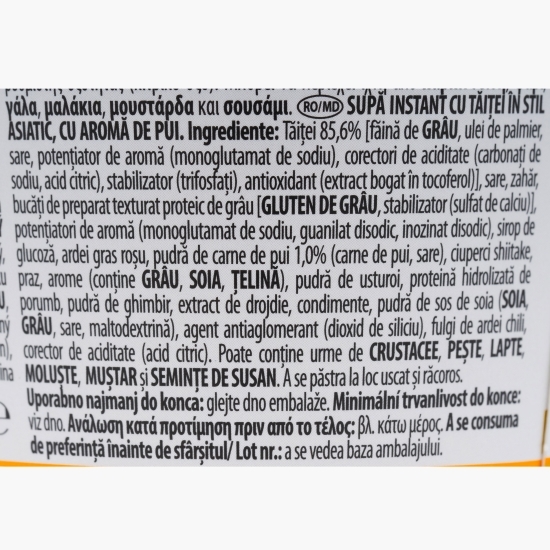 γάλα, μαλάκια, μουστάρδα και σουσάμι. RO/MD SUPĂ INSTANT CU TĂIȚEI ÎN STIL
ASIATIC, CU AROMĂ DE PUI. Ingrediente: Tăiței 85,6% [făină de GRÂU, ulei de palmier,
sare, potențiator de aromă (monoglutamat de sodiu), corectori de aciditate (carbonați de
sodiu, acid citric), stabilizator (trifosfați), antioxidant (extract bogat în tocoferol)], sare, zahăr,
bucăți de preparat texturat proteic de grâu [GLUTEN DE GRÂU, stabilizator (sulfat de calciu)],
potențiatori de aromă (monoglutamat de sodiu, guanilat disodic, inozinat disodic), sirop de
glucoză, ardei gras roșu, pudră de carne de pui 1,0% (carne de pui, sare), ciuperci shiitake,
praz, arome (conține GRÂU, SOIA, ȚELINĂ), pudră de usturoi, proteină hidrolizată de
porumb, pudră de ghimbir, extract de drojdie, condimente, pudră de sos de soia (SOIA,
GRÂU, sare, maltodextrină), agent antiaglomerant (dioxid de siliciu), fulgi de ardei chili,
corector de aciditate (acid citric). Poate conține urme de CRUSTACEE, PEȘTE, LAPTE,
MOLUSTE, MUȘTAR și SEMINȚE DE SUSAN. A se păstra la loc uscat și răcoros.
Uporabno najmanj do konca: glejte dno embalaže. Minimální trvanlivost do konce:
viz dno. Ανάλωση κατά προτίμηση πριν από το τέλος: βλ. κάτω μέρος. A se consuma
de preferință înainte de sfârșitul/ Lot nr.: a se vedea baza ambalajului.